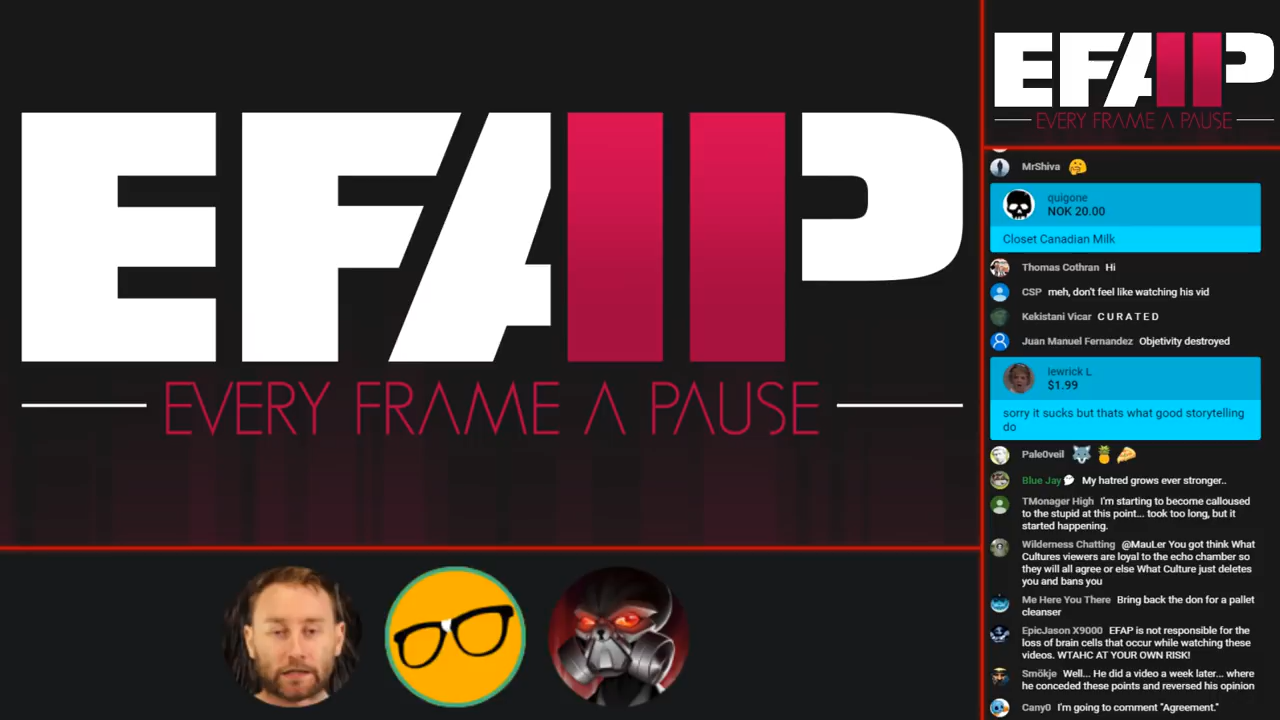 EFAP
EVERY FRAME A PAUSE
EFAP
EVERY FRAME A PAUSE
MrShiva
quigone
NOK 20.00
Closet Canadian Milk
Thomas Cothran Hi
CSP meh, don't feel like watching his vid
Kekistani Vicar C U R A T E D
Juan Manuel Fernandez Objetivity destroyed
lewrick L
$1.99
sorry it sucks but thats what good storytelling
do
Pale0veil
Blue Jay My hatred grows ever stronger..
TMonager High I'm starting to become calloused
to the stupid at this point... took too long, but it
started happening.
Wilderness Chatting @MauLer You got think What
Cultures viewers are loyal to the echo chamber so
they will all agree or else What Culture just deletes
you and bans you
Me Here You There Bring back the don for a pallet
cleanser
EpicJason X9000 EFAP is not responsible for the
loss of brain cells that occur while watching these
videos. WTAHC AT YOUR OWN RISK!
Smökje Well... He did a video a week later... where
he conceded these points and reversed his opinion
Cany0 I'm going to comment "Agreement."